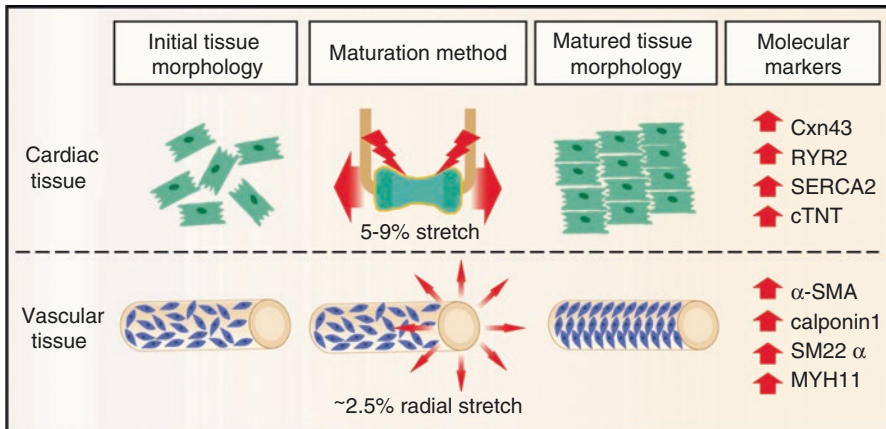 Initial tissue
morphology
Maturation method
Matured tissue
morphology
Molecular
markers
Cardiac
tissue
5-9% stretch
Cxn43
RYR2
SERCA2
cTNT
Vascular
tissue
~2.5% radial stretch
α-SMA
calponin1
SM22 α
MYH11